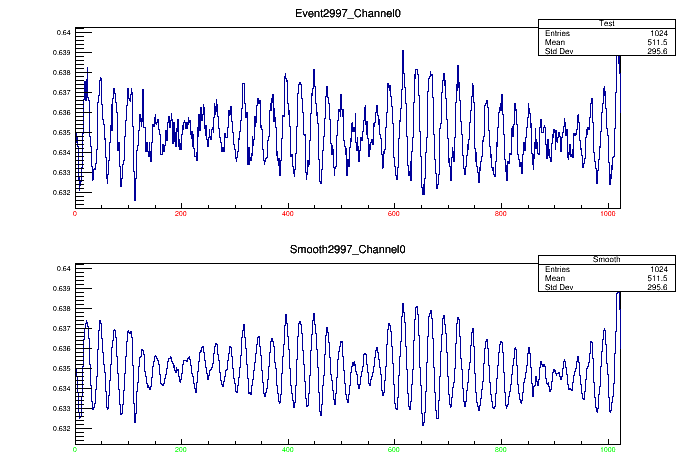 Event2997_Channel0
Test
Entries 1024
Mean 511.5
Std Dev 295.6
0.64
0.639
0.638
0.637
0.636
0.635
0.634
0.633
0.632
0 200 400 600 800 1000
Smooth2997_Channel0
Smooth
Entries 1024
Mean 511.5
Std Dev 295.6
0.64
0.639
0.638
0.637
0.636
0.635
0.634
0.633
0.632
0 200 400 600 800 1000